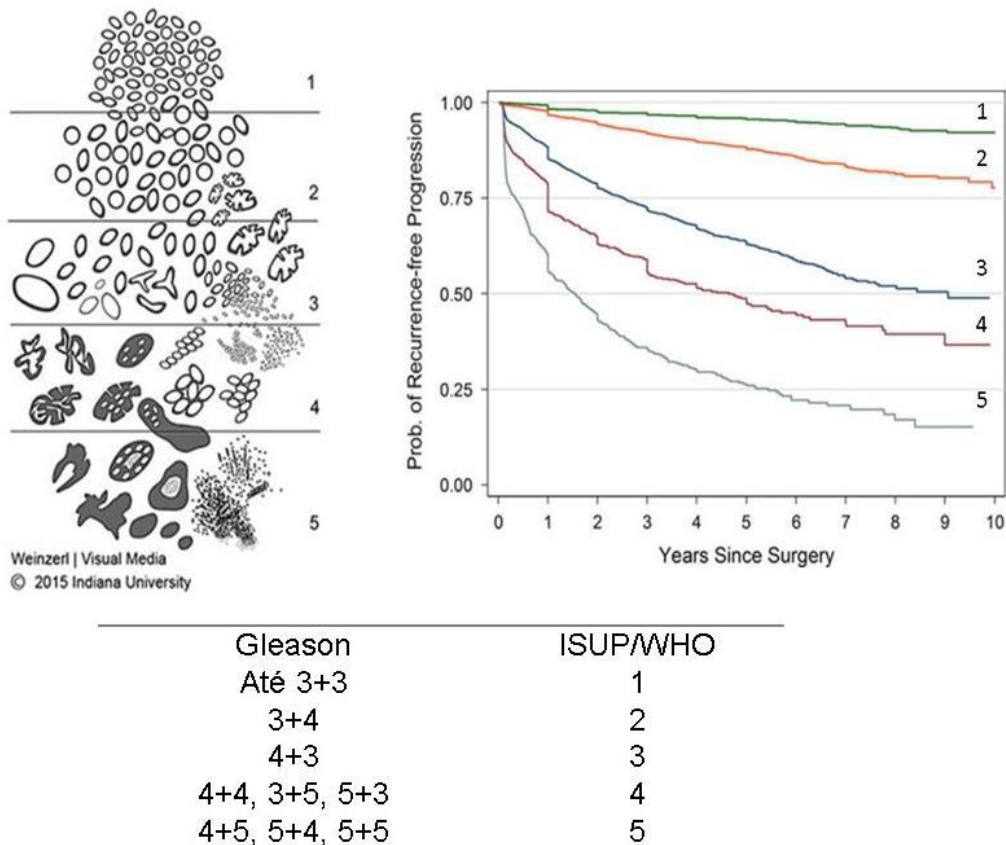 1
2
3
4
5
Weinzerl | Visual Media
© 2015 Indiana University
Prob. of Recurrence-free Progression
1.00
0.75
0.50
0.25
0.00
1
2
3
4
5
0 1 2 3 4 5 6 7 8 9 10
Years Since Surgery
Gleason ISUP/WHO
Até 3+3 1
3+4 2
4+3 3
4+4, 3+5, 5+3 4
4+5, 5+4, 5+5 5